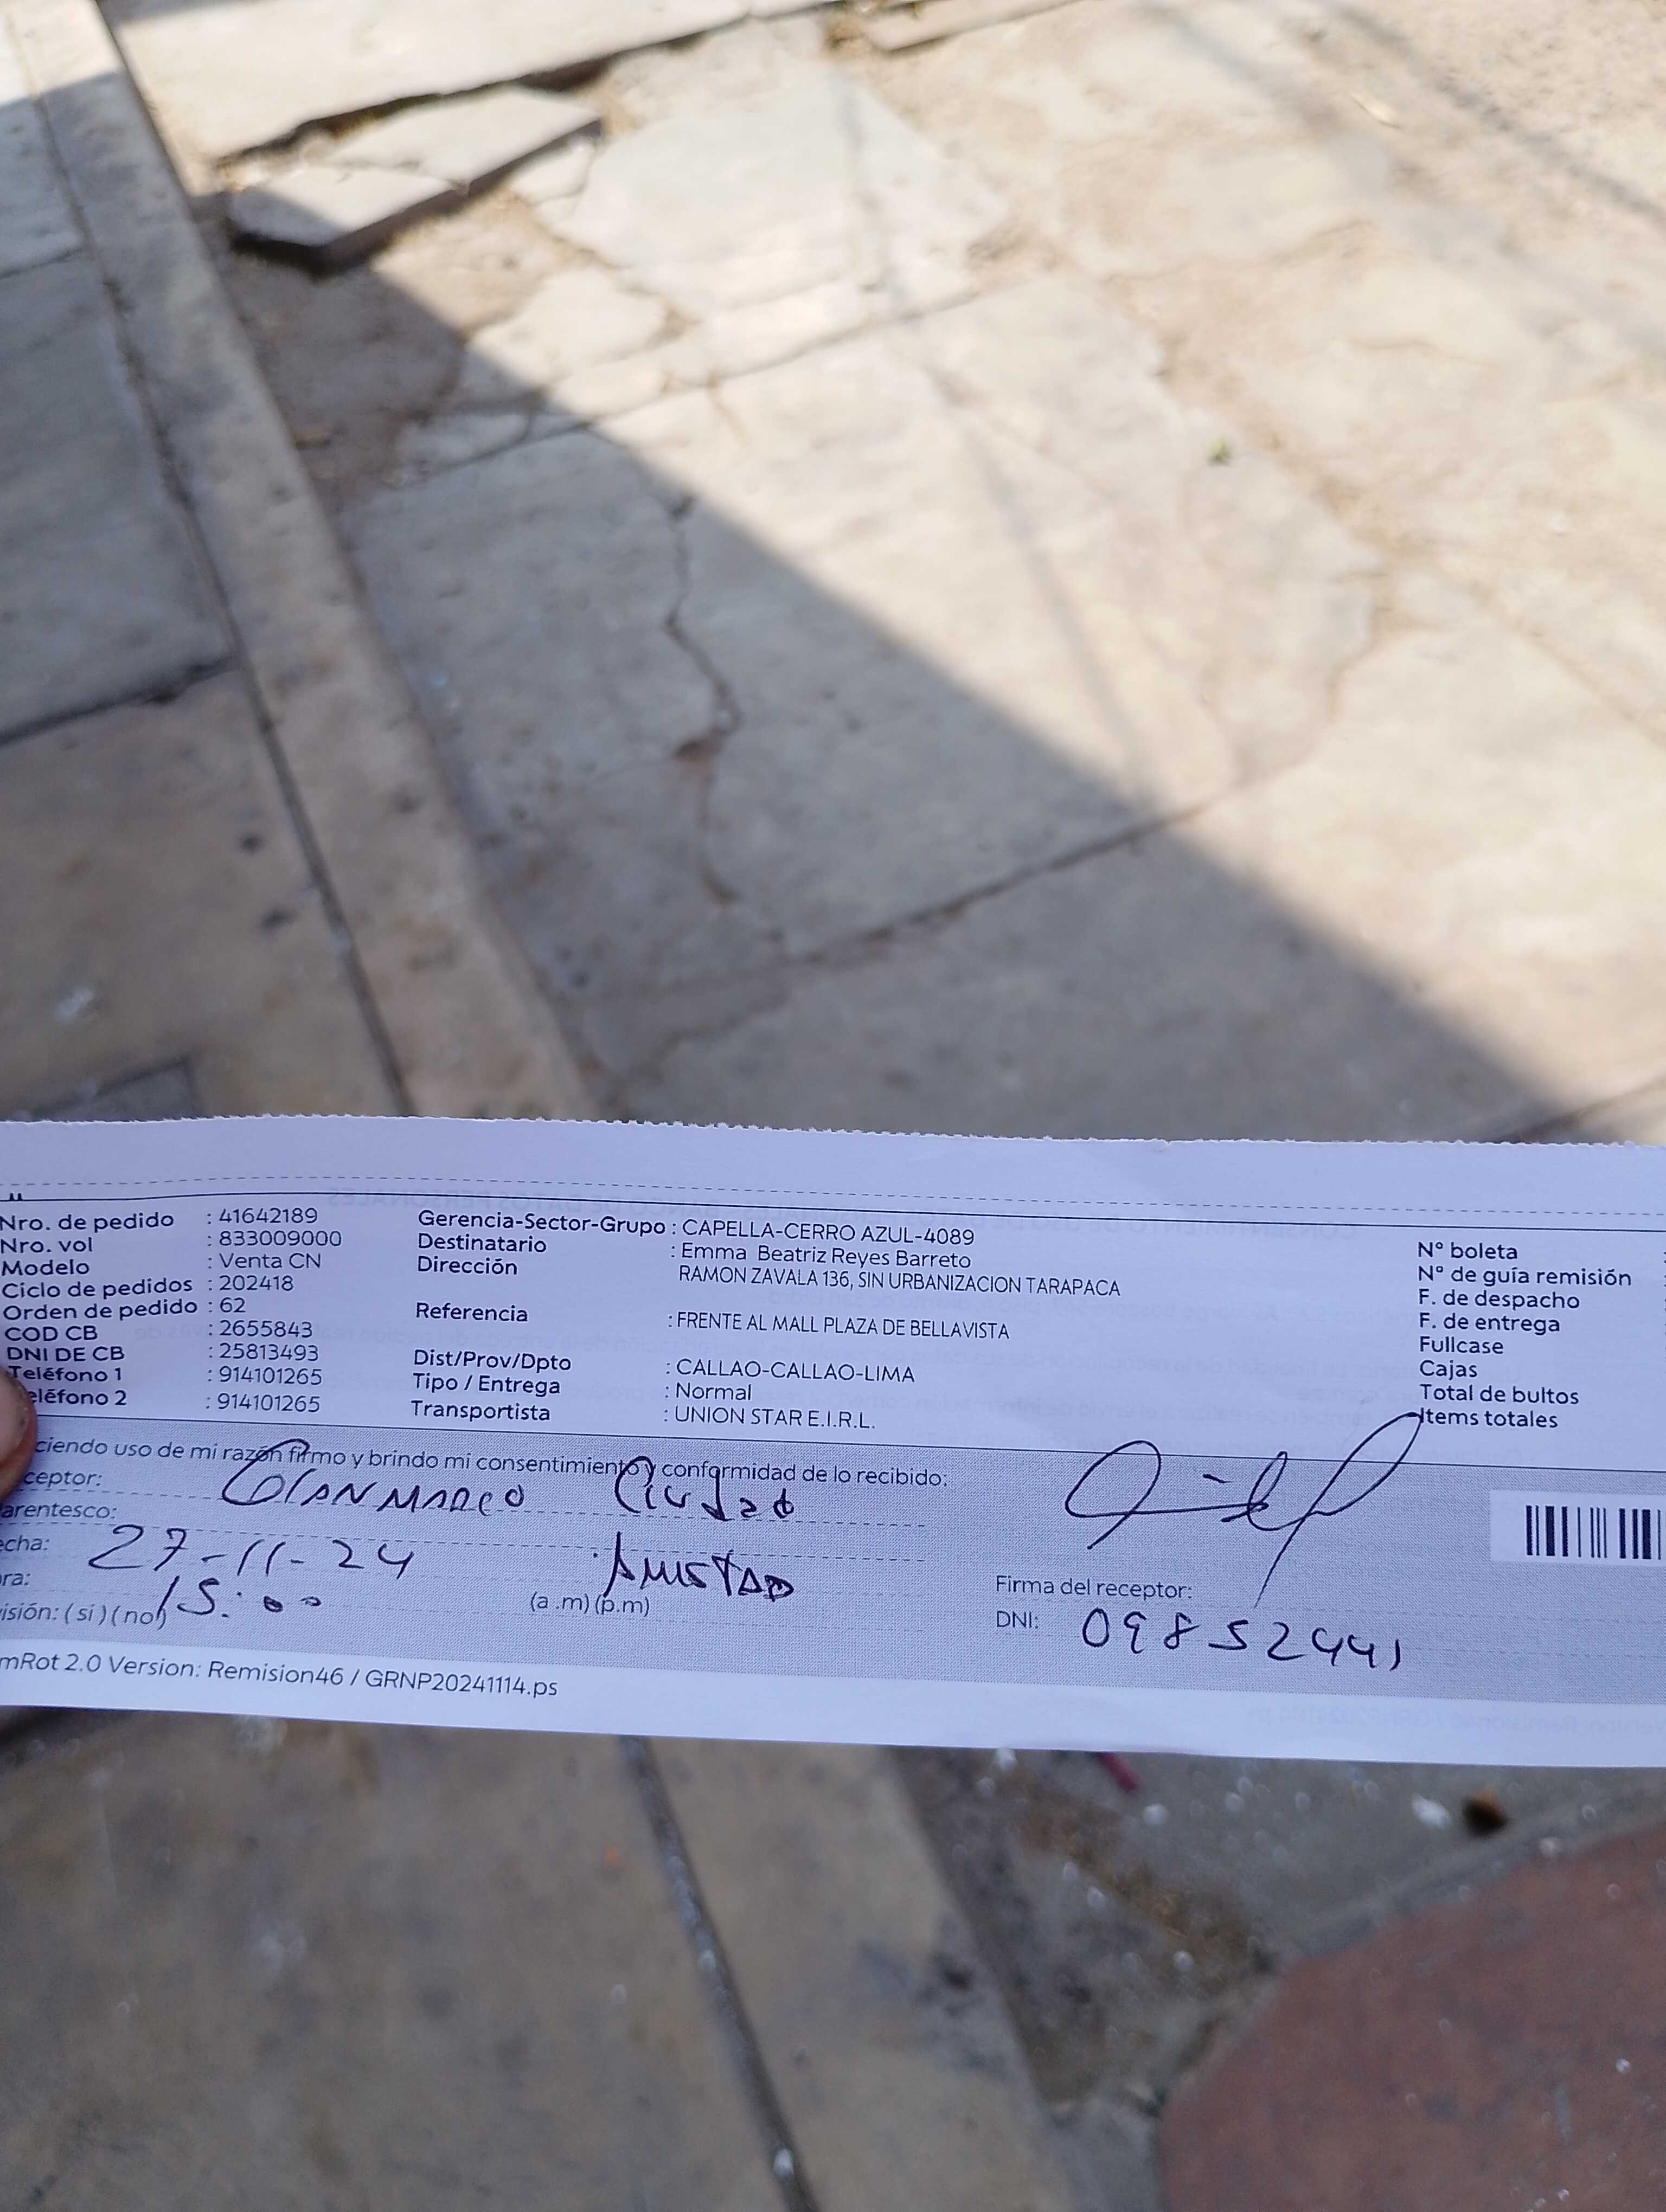 Nro. de pedido : 41642189
Nro. vol : 833009000
Modelo : Venta CN
Ciclo de pedidos : 202418
Orden de pedido : 62
COD CB : 2655843
DNI DE CB : 25813493
Teléfono 1 : 914101265
eléfono 2 : 914101265
Gerencia-Sector-Grupo : CAPELLA-CERRO AZUL-4089
Destinatario : Emma Beatriz Reyes Barreto
Dirección RAMON ZAVALA 136, SIN URBANIZACION TARAPACA
Referencia : FRENTE AL MALL PLAZA DE BELLAVISTA
Dist/Prov/Dpto : CALLAO-CALLAO-LIMA
Tipo / Entrega : Normal
Transportista : UNION STAR E.I.R.L.
N° boleta
N° de guía remisión
F. de despacho
F. de entrega
Fullcase
Cajas
Total de bultos
Items totales
ciendo uso de mi razón firmo y brindo mi consentimiento y conformidad de lo recibido:
ceptor: GIANMARCO
arentesco: AMISTAD
echa: 27-11-24
ra: 15:00 (a .m) (p.m)
isión: ( si ) ( no )
Firma del receptor:
DNI: 09852441
mRot 2.0 Version: Remision46 / GRNP20241114.ps